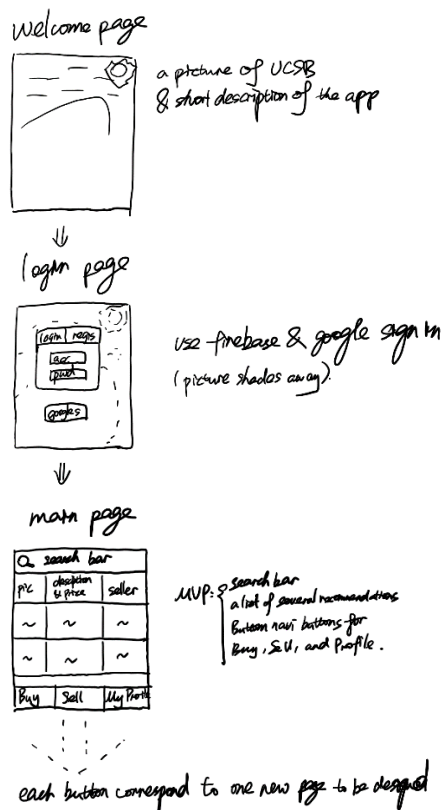 welcome page
a picture of UCSB
& short description of the app
login page
login regis
acc
pwd
google
use firebase & google sign in
(picture shades away).
main page
search bar
pic description & price seller
~ ~ ~
~ ~ ~
Buy Sell My Profile
MVP: search bar
a list of several recommendations
Button navi buttons for
Buy, Sell, and Profile.
each button correspond to one new page to be designed